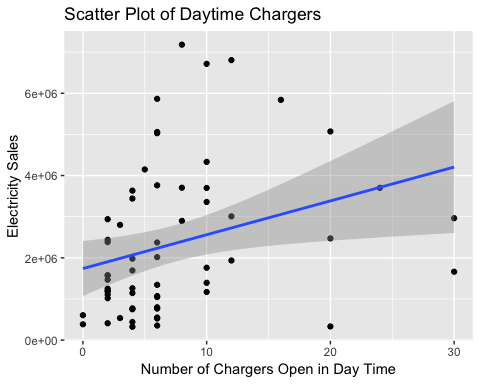 Scatter Plot of Daytime Chargers
Electricity Sales
6e+06
4e+06
2e+06
0e+00
0 10 20 30
Number of Chargers Open in Day Time